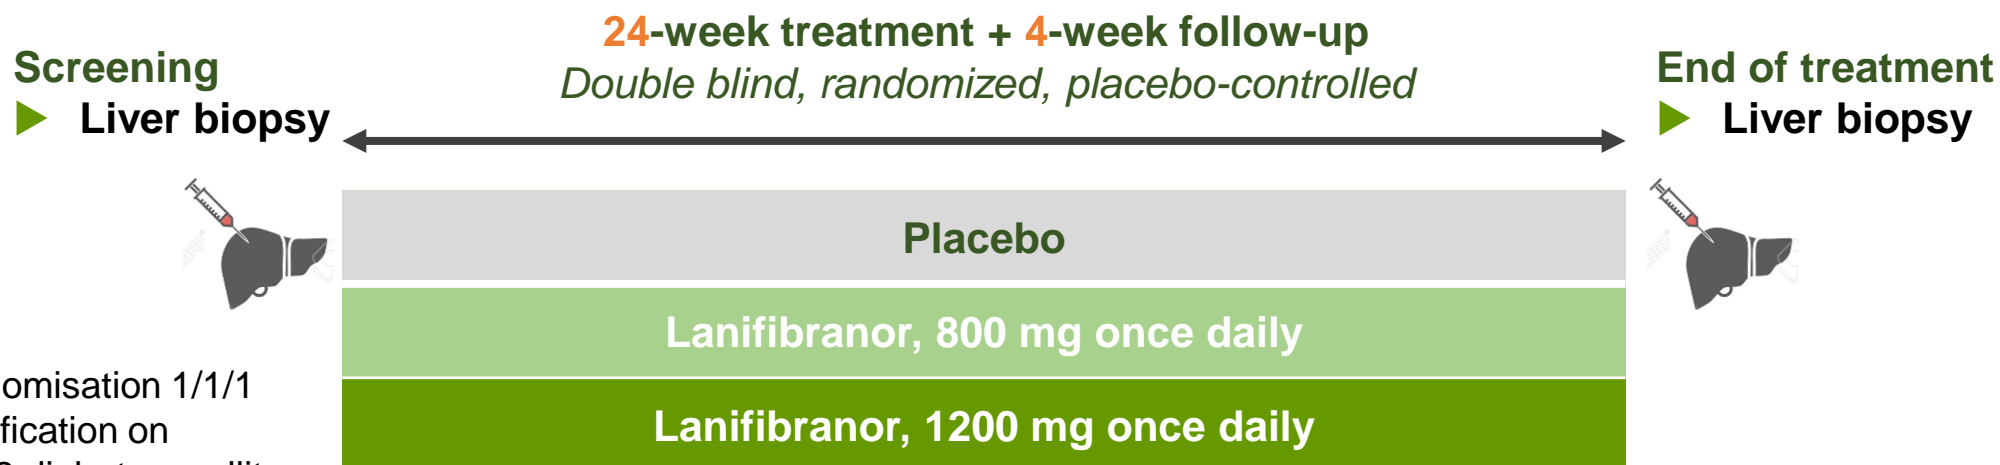 24-week treatment + 4-week follow-up
Double blind, randomized, placebo-controlled
Screening
Liver biopsy
End of treatment
Liver biopsy
Placebo
Lanifibranor, 800 mg once daily
Lanifibranor, 1200 mg once daily
omisation 1/1/1
fication on